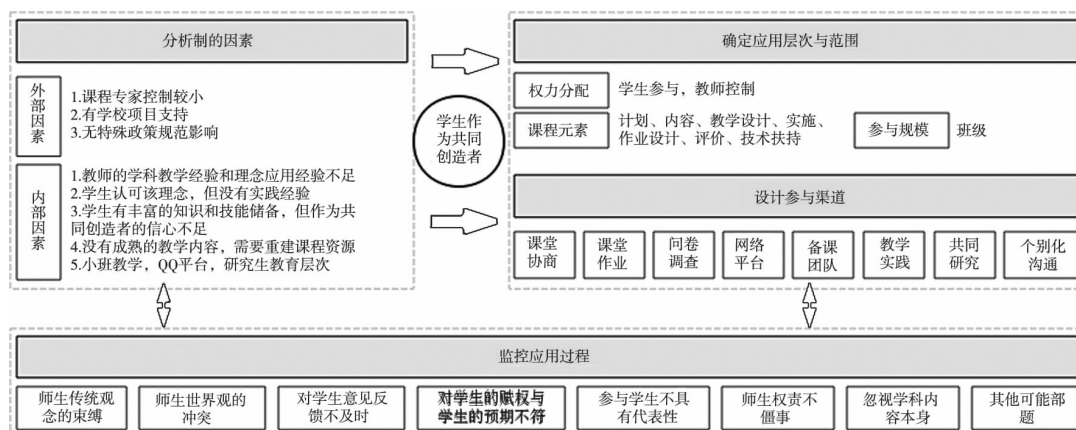 分析制的因素
外部因素
1.课程专家控制较小
2.有学校项目支持
3.无特殊政策规范影响
内部因素
1.教师的学科教学经验和理念应用经验不足
2.学生认可该理念，但没有实践经验
3.学生有丰富的知识和技能储备，但作为共
同创造者的信心不足
4.没有成熟的教学内容，需要重建课程资源
5.小班教学，QQ平台，研究生教育层次
学生作
为共同
创造者
确定应用层次与范围
权力分配
学生参与，教师控制
课程元素
计划、内容、教学设计、实施、
作业设计、评价、技术扶持
参与规模
班级
设计参与渠道
课堂
协商
课堂
作业
问卷
调查
网络
平台
备课
团队
教学
实践
共同
研究
个别化
沟通
监控应用过程
师生传统观
念的束缚
师生世界观的
冲突
对学生意见反
馈不及时
对学生的赋权与
学生的预期不符
参与学生不具
有代表性
师生权责不
僵事
忽视学科内
容本身
其他可能部
题